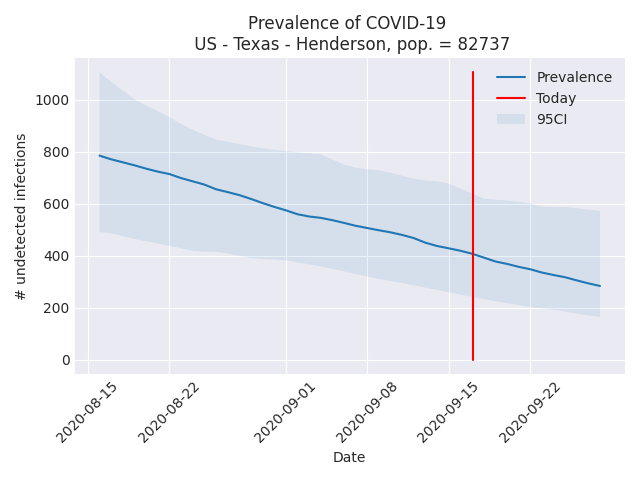 Prevalence of COVID-19
US - Texas - Henderson, pop. = 82737
Prevalence
Today
95CI
# undetected infections
1000
800
600
400
200
0
2020-08-15
2020-08-22
2020-09-01
2020-09-08
2020-09-15
2020-09-22
Date